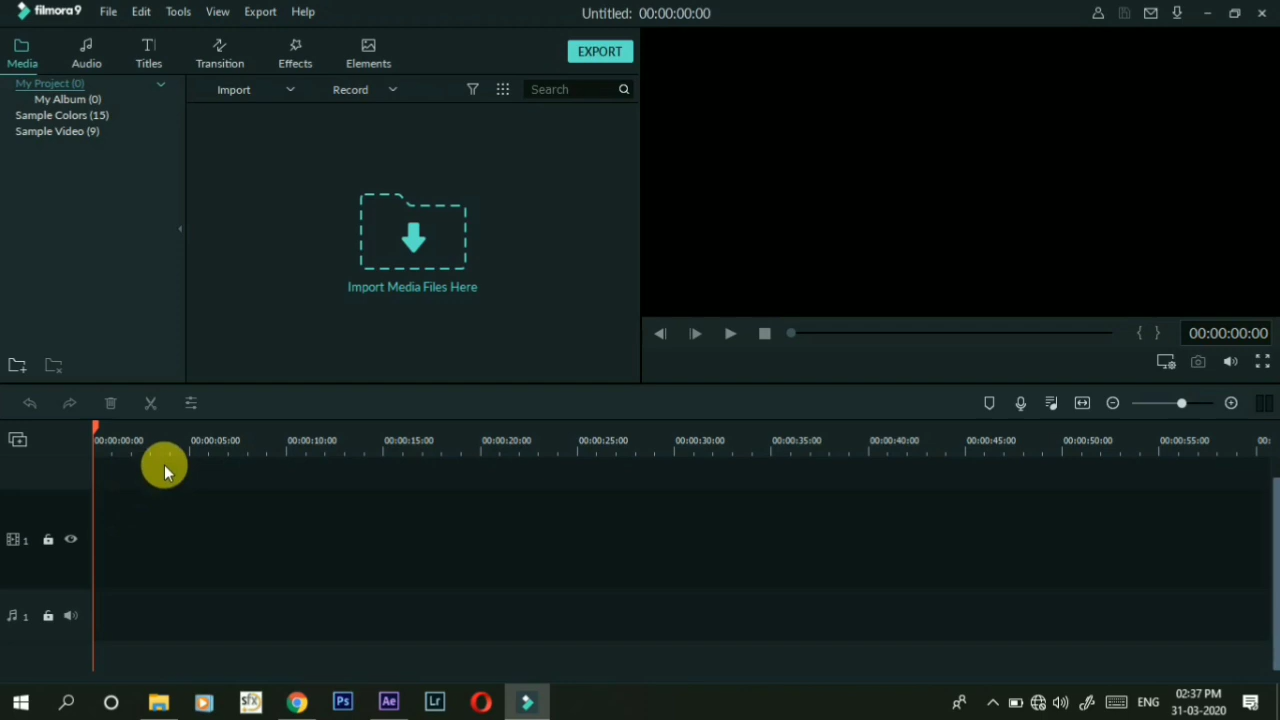 filmora9 File Edit Tools View Export Help Untitled: 00:00:00:00
Media Audio Titles Transition Effects Elements EXPORT
My Project (0)
My Album (0)
Sample Colors (15)
Sample Video (9)
Import Record Search
Import Media Files Here
{ } 00:00:00:00
00:00:00:00 00:00:05:00 00:00:10:00 00:00:15:00 00:00:20:00 00:00:25:00 00:00:30:00 00:00:35:00 00:00:40:00 00:00:45:00 00:00:50:00 00:00:55:00 00:
1
1
sfx Ps Ae Lr ENG 02:37 PM
31-03-2020